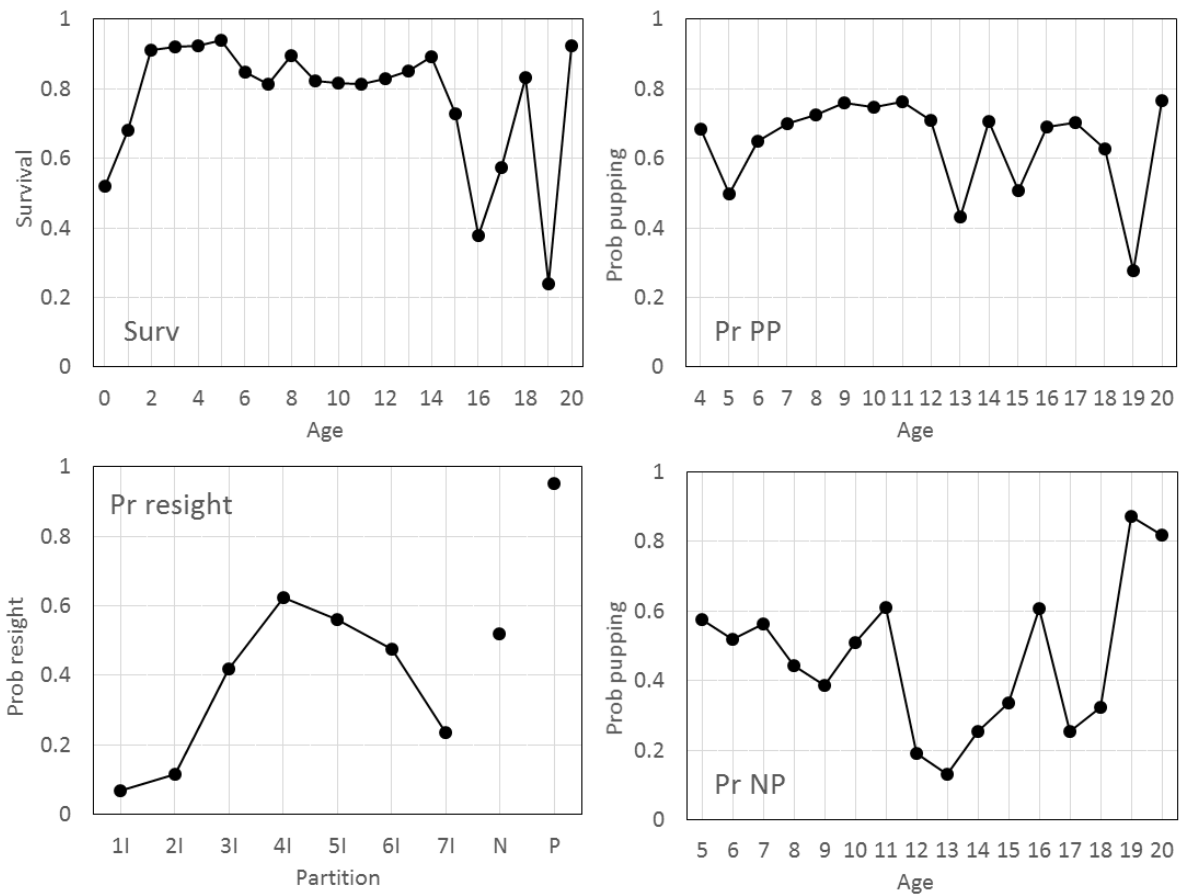 1
0.8
0.6
0.4
0.2
0
Survival
Surv
0 2 4 6 8 10 12 14 16 18 20
Age
1
0.8
0.6
0.4
0.2
0
Prob pupping
Pr PP
4 5 6 7 8 9 10 11 12 13 14 15 16 17 18 19 20
Age
1
0.8
0.6
0.4
0.2
0
Prob resight
Pr resight
1I 2I 3I 4I 5I 6I 7I N P
Partition
1
0.8
0.6
0.4
0.2
0
Prob pupping
Pr NP
5 6 7 8 9 10 11 12 13 14 15 16 17 18 19 20
Age